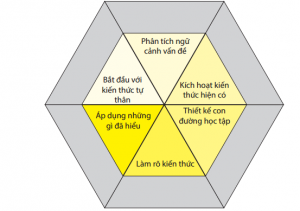 Phân tích ngữ
cảnh vấn đề
Bắt đầu với
kiến thức tự
thân
Kích hoạt kiến
thức hiện có
Áp dụng những
gì đã hiểu
Thiết kế con
đường học tập
Làm rõ kiến thức